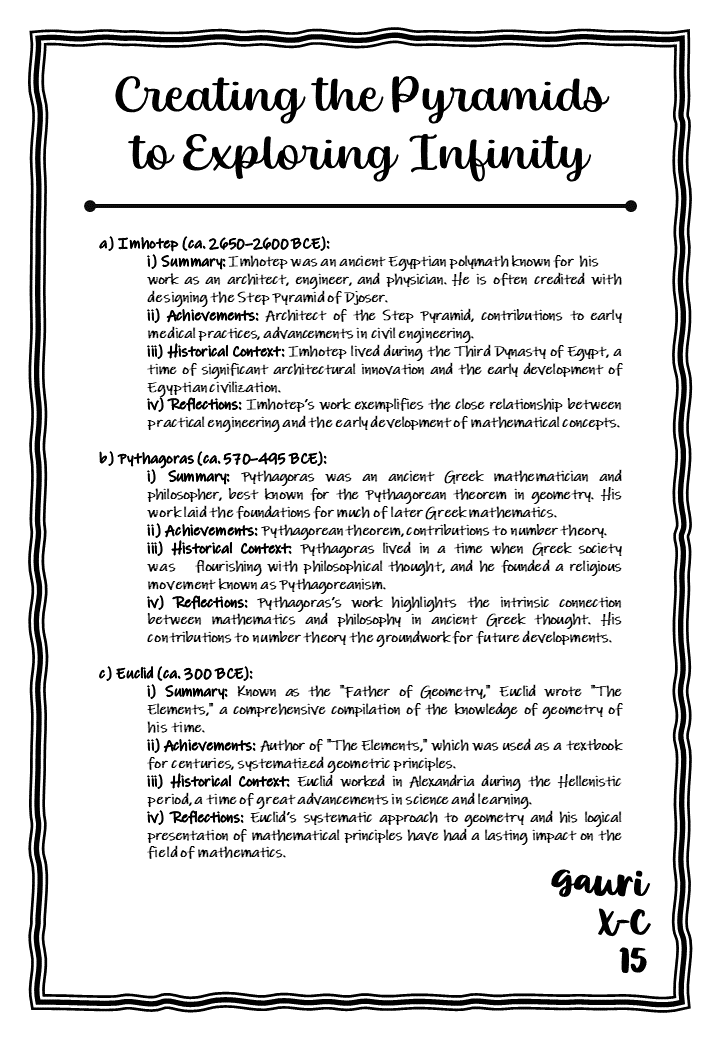 Creating the Pyramids
to Exploring Infinity
a) Imhotep (ca. 2650–2600 BCE):
i) Summary: Imhotep was an ancient Egyptian polymath known for his
work as an architect, engineer, and physician. He is often credited with
designing the Step Pyramid of Djoser.
ii) Achievements: Architect of the Step Pyramid, contributions to early
medical practices, advancements in civil engineering.
iii) Historical Context: Imhotep lived during the Third Dynasty of Egypt, a
time of significant architectural innovation and the early development of
Egyptian civilization.
iv) Reflections: Imhotep's work exemplifies the close relationship between
practical engineering and the early development of mathematical concepts.
b) Pythagoras (ca. 570–495 BCE):
i) Summary: Pythagoras was an ancient Greek mathematician and
philosopher, best known for the Pythagorean theorem in geometry. His
work laid the foundations for much of later Greek mathematics.
ii) Achievements: Pythagorean theorem, contributions to number theory.
iii) Historical Context: Pythagoras lived in a time when Greek society
was flourishing with philosophical thought, and he founded a religious
movement known as Pythagoreanism.
iv) Reflections: Pythagoras's work highlights the intrinsic connection
between mathematics and philosophy in ancient Greek thought. His
contributions to number theory the groundwork for future developments.
c) Euclid (ca. 300 BCE):
i) Summary: Known as the "Father of Geometry," Euclid wrote "The
Elements," a comprehensive compilation of the knowledge of geometry of
his time.
ii) Achievements: Author of "The Elements," which was used as a textbook
for centuries, systematized geometric principles.
iii) Historical Context: Euclid worked in Alexandria during the Hellenistic
period, a time of great advancements in science and learning.
iv) Reflections: Euclid's systematic approach to geometry and his logical
presentation of mathematical principles have had a lasting impact on the
field of mathematics.
gauri
X-C
15